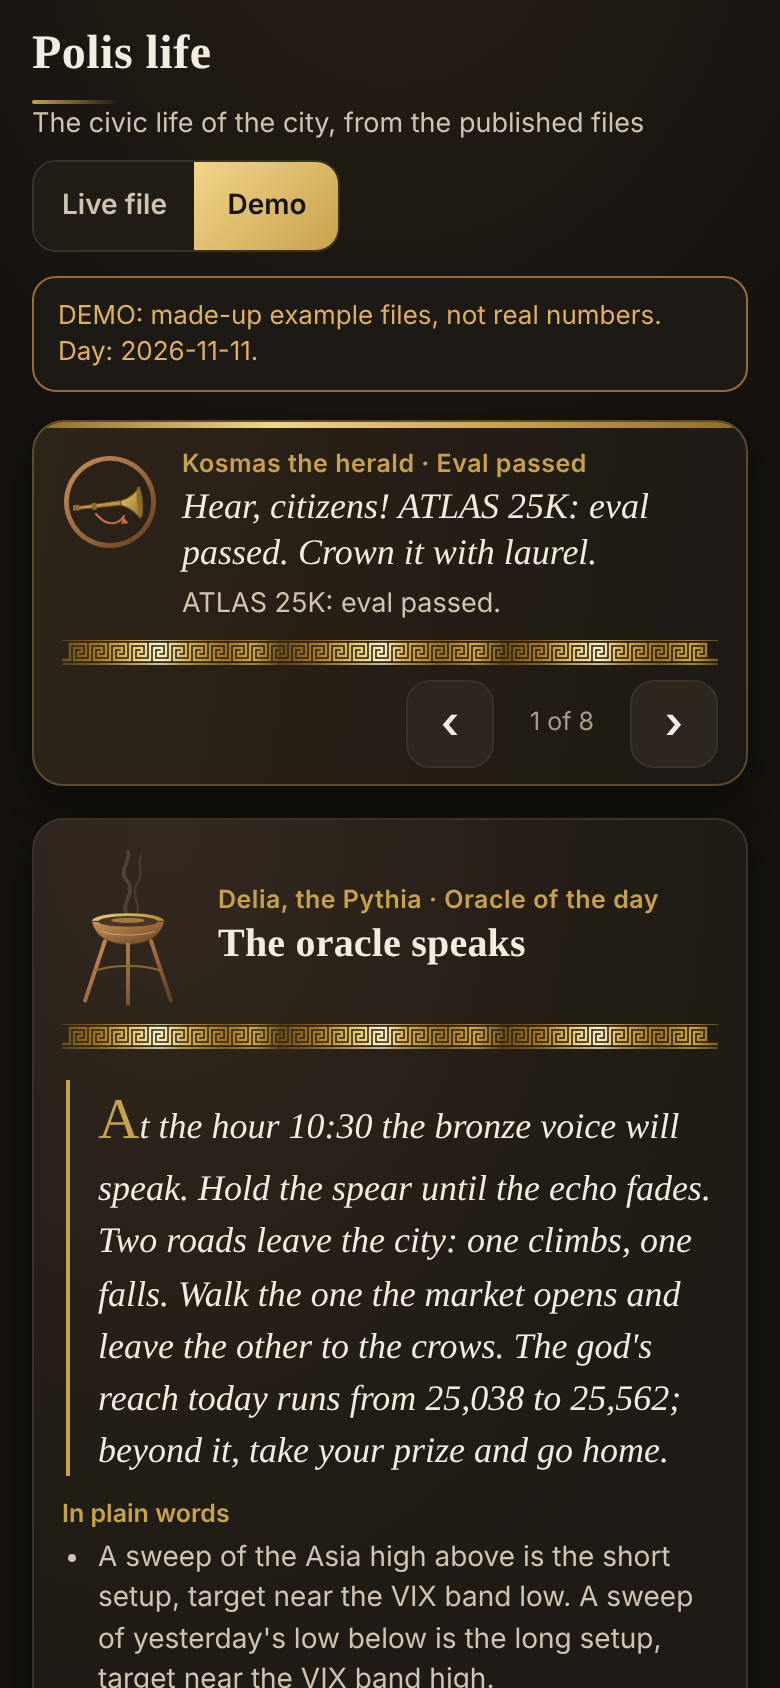 Polis life
The civic life of the city, from the published files
Live file
Demo
DEMO: made-up example files, not real numbers.
Day: 2026-11-11.
Kosmas the herald · Eval passed
Hear, citizens! ATLAS 25K: eval
passed. Crown it with laurel.
ATLAS 25K: eval passed.
‹
1 of 8
›
Delia, the Pythia · Oracle of the day
The oracle speaks
At the hour 10:30 the bronze voice will
speak. Hold the spear until the echo fades.
Two roads leave the city: one climbs, one
falls. Walk the one the market opens and
leave the other to the crows. The god's
reach today runs from 25,038 to 25,562;
beyond it, take your prize and go home.
In plain words
• A sweep of the Asia high above is the short
setup, target near the VIX band low. A sweep
of yesterday's low below is the long setup,
target near the VIX band high.